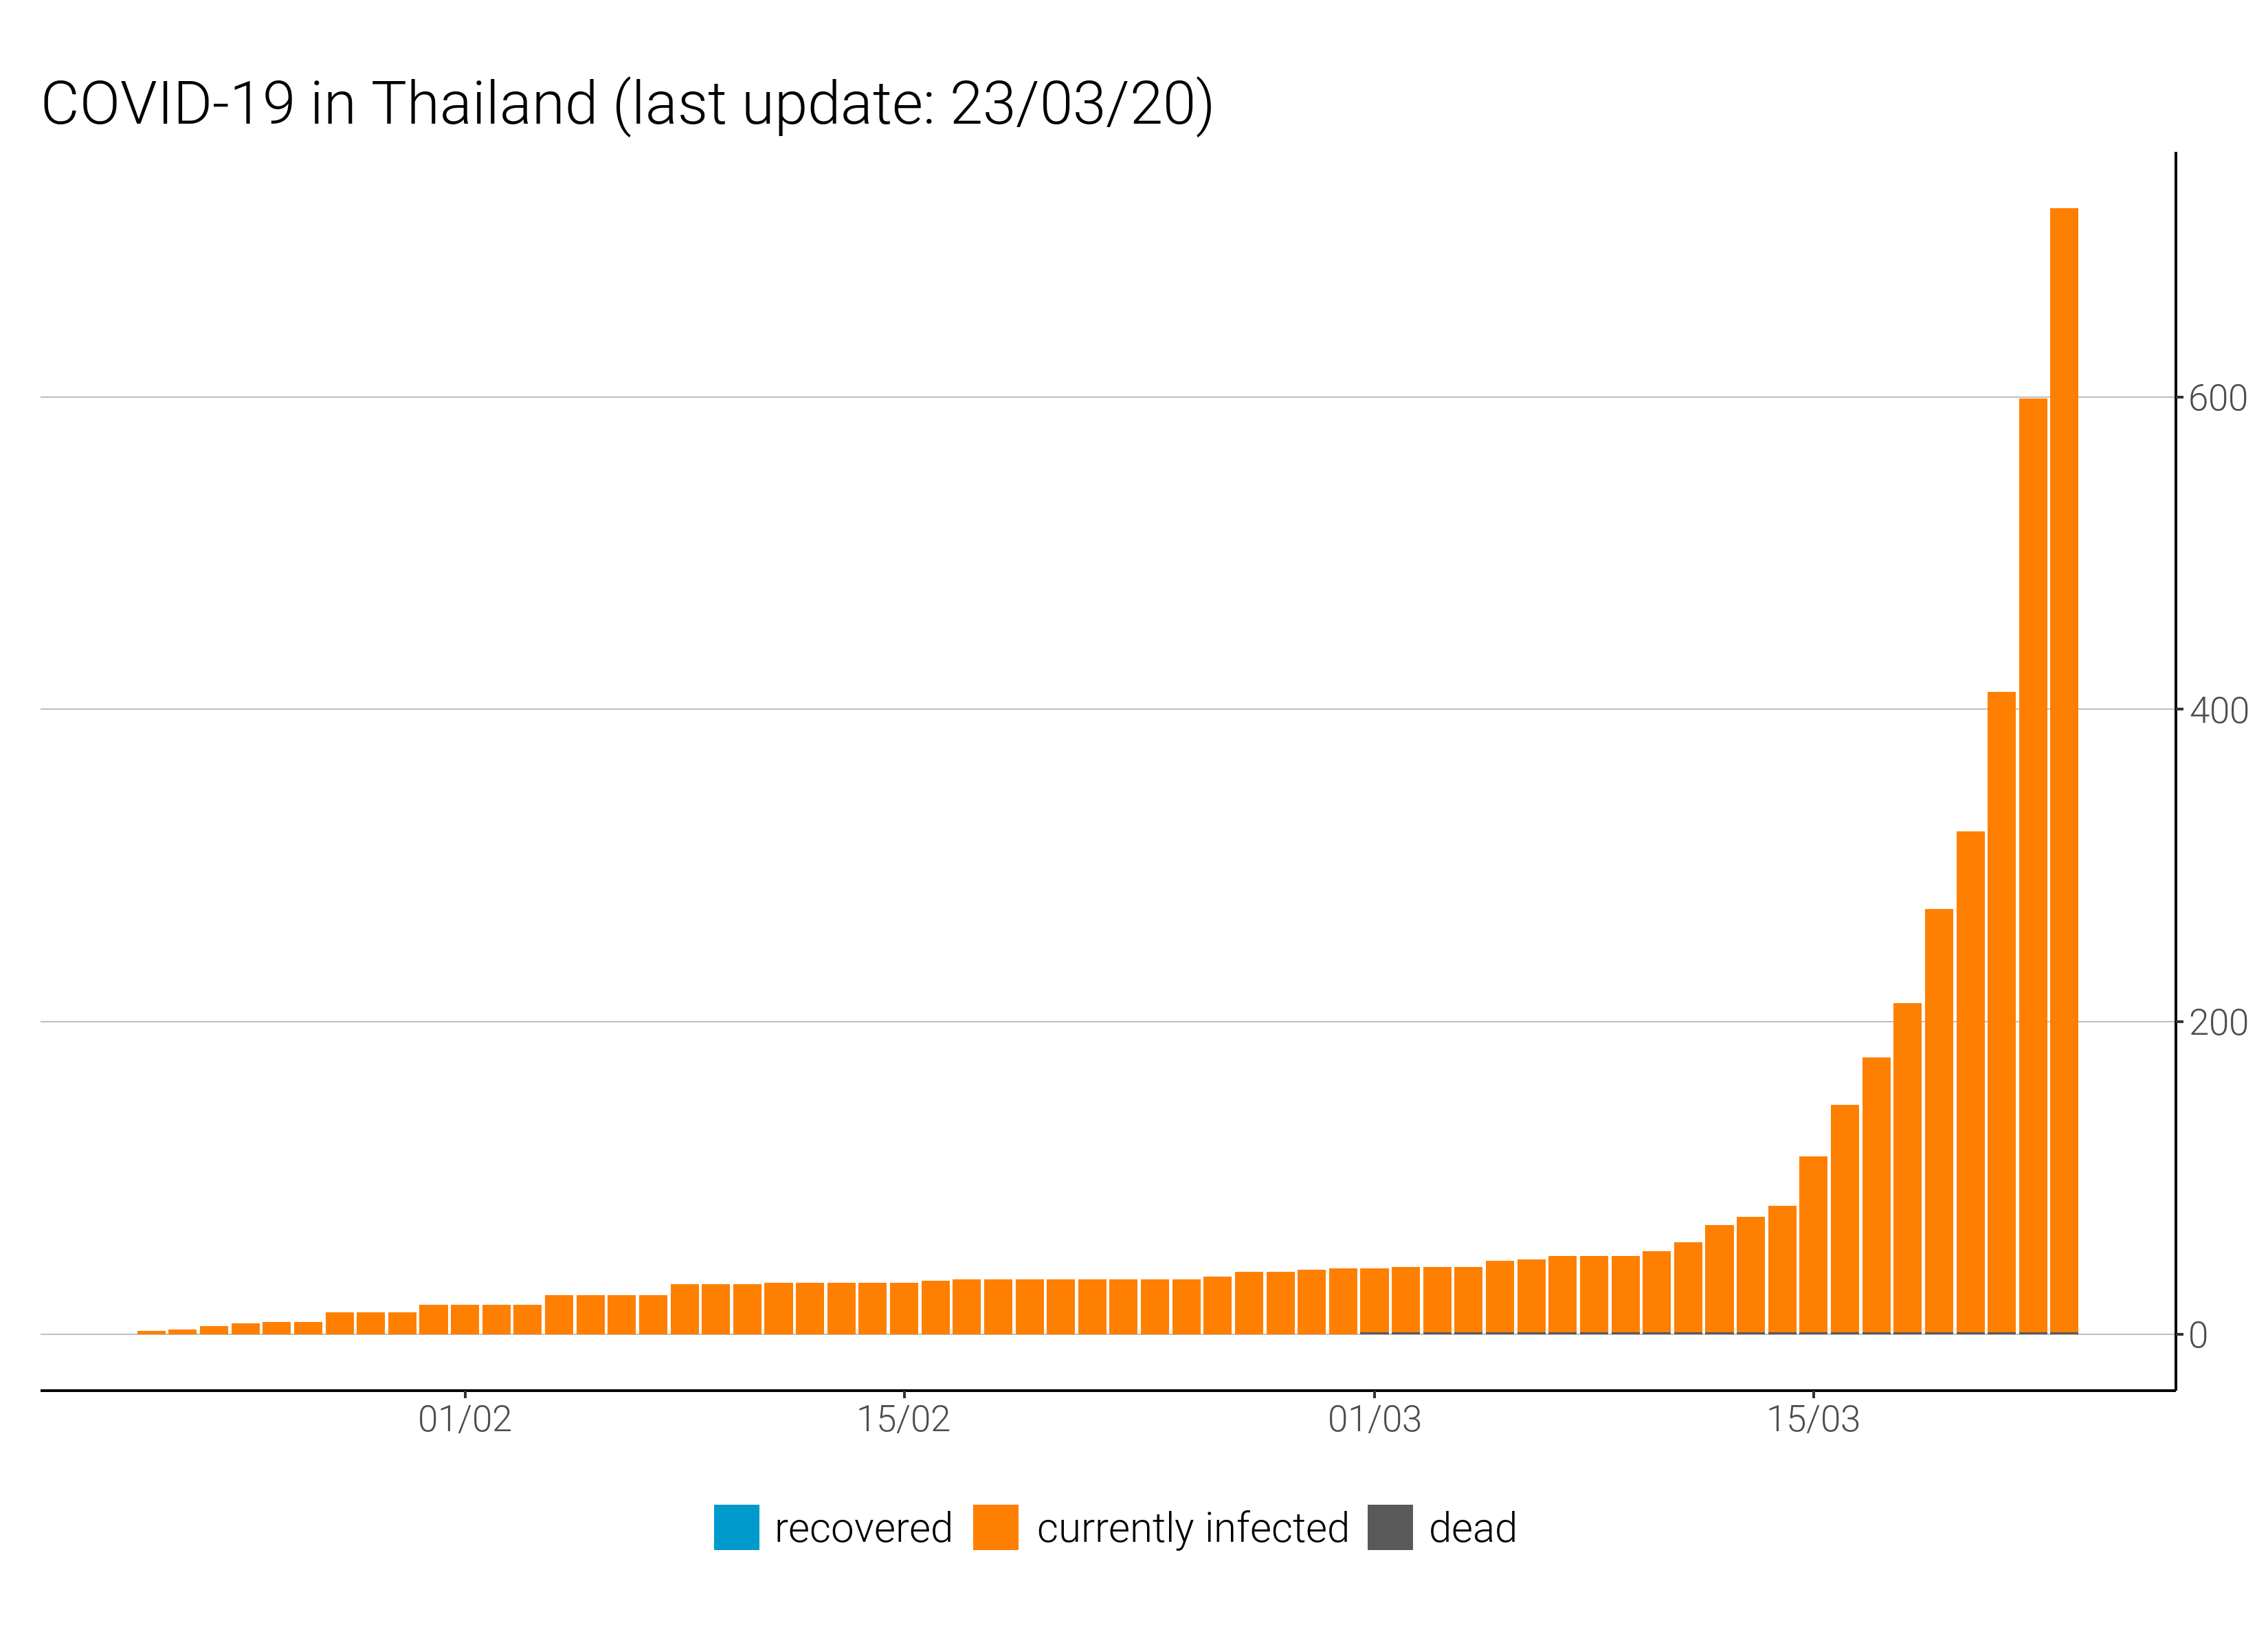 COVID-19 in Thailand (last update: 23/03/20)
600
400
200
0
01/02 15/02 01/03 15/03
recovered currently infected dead